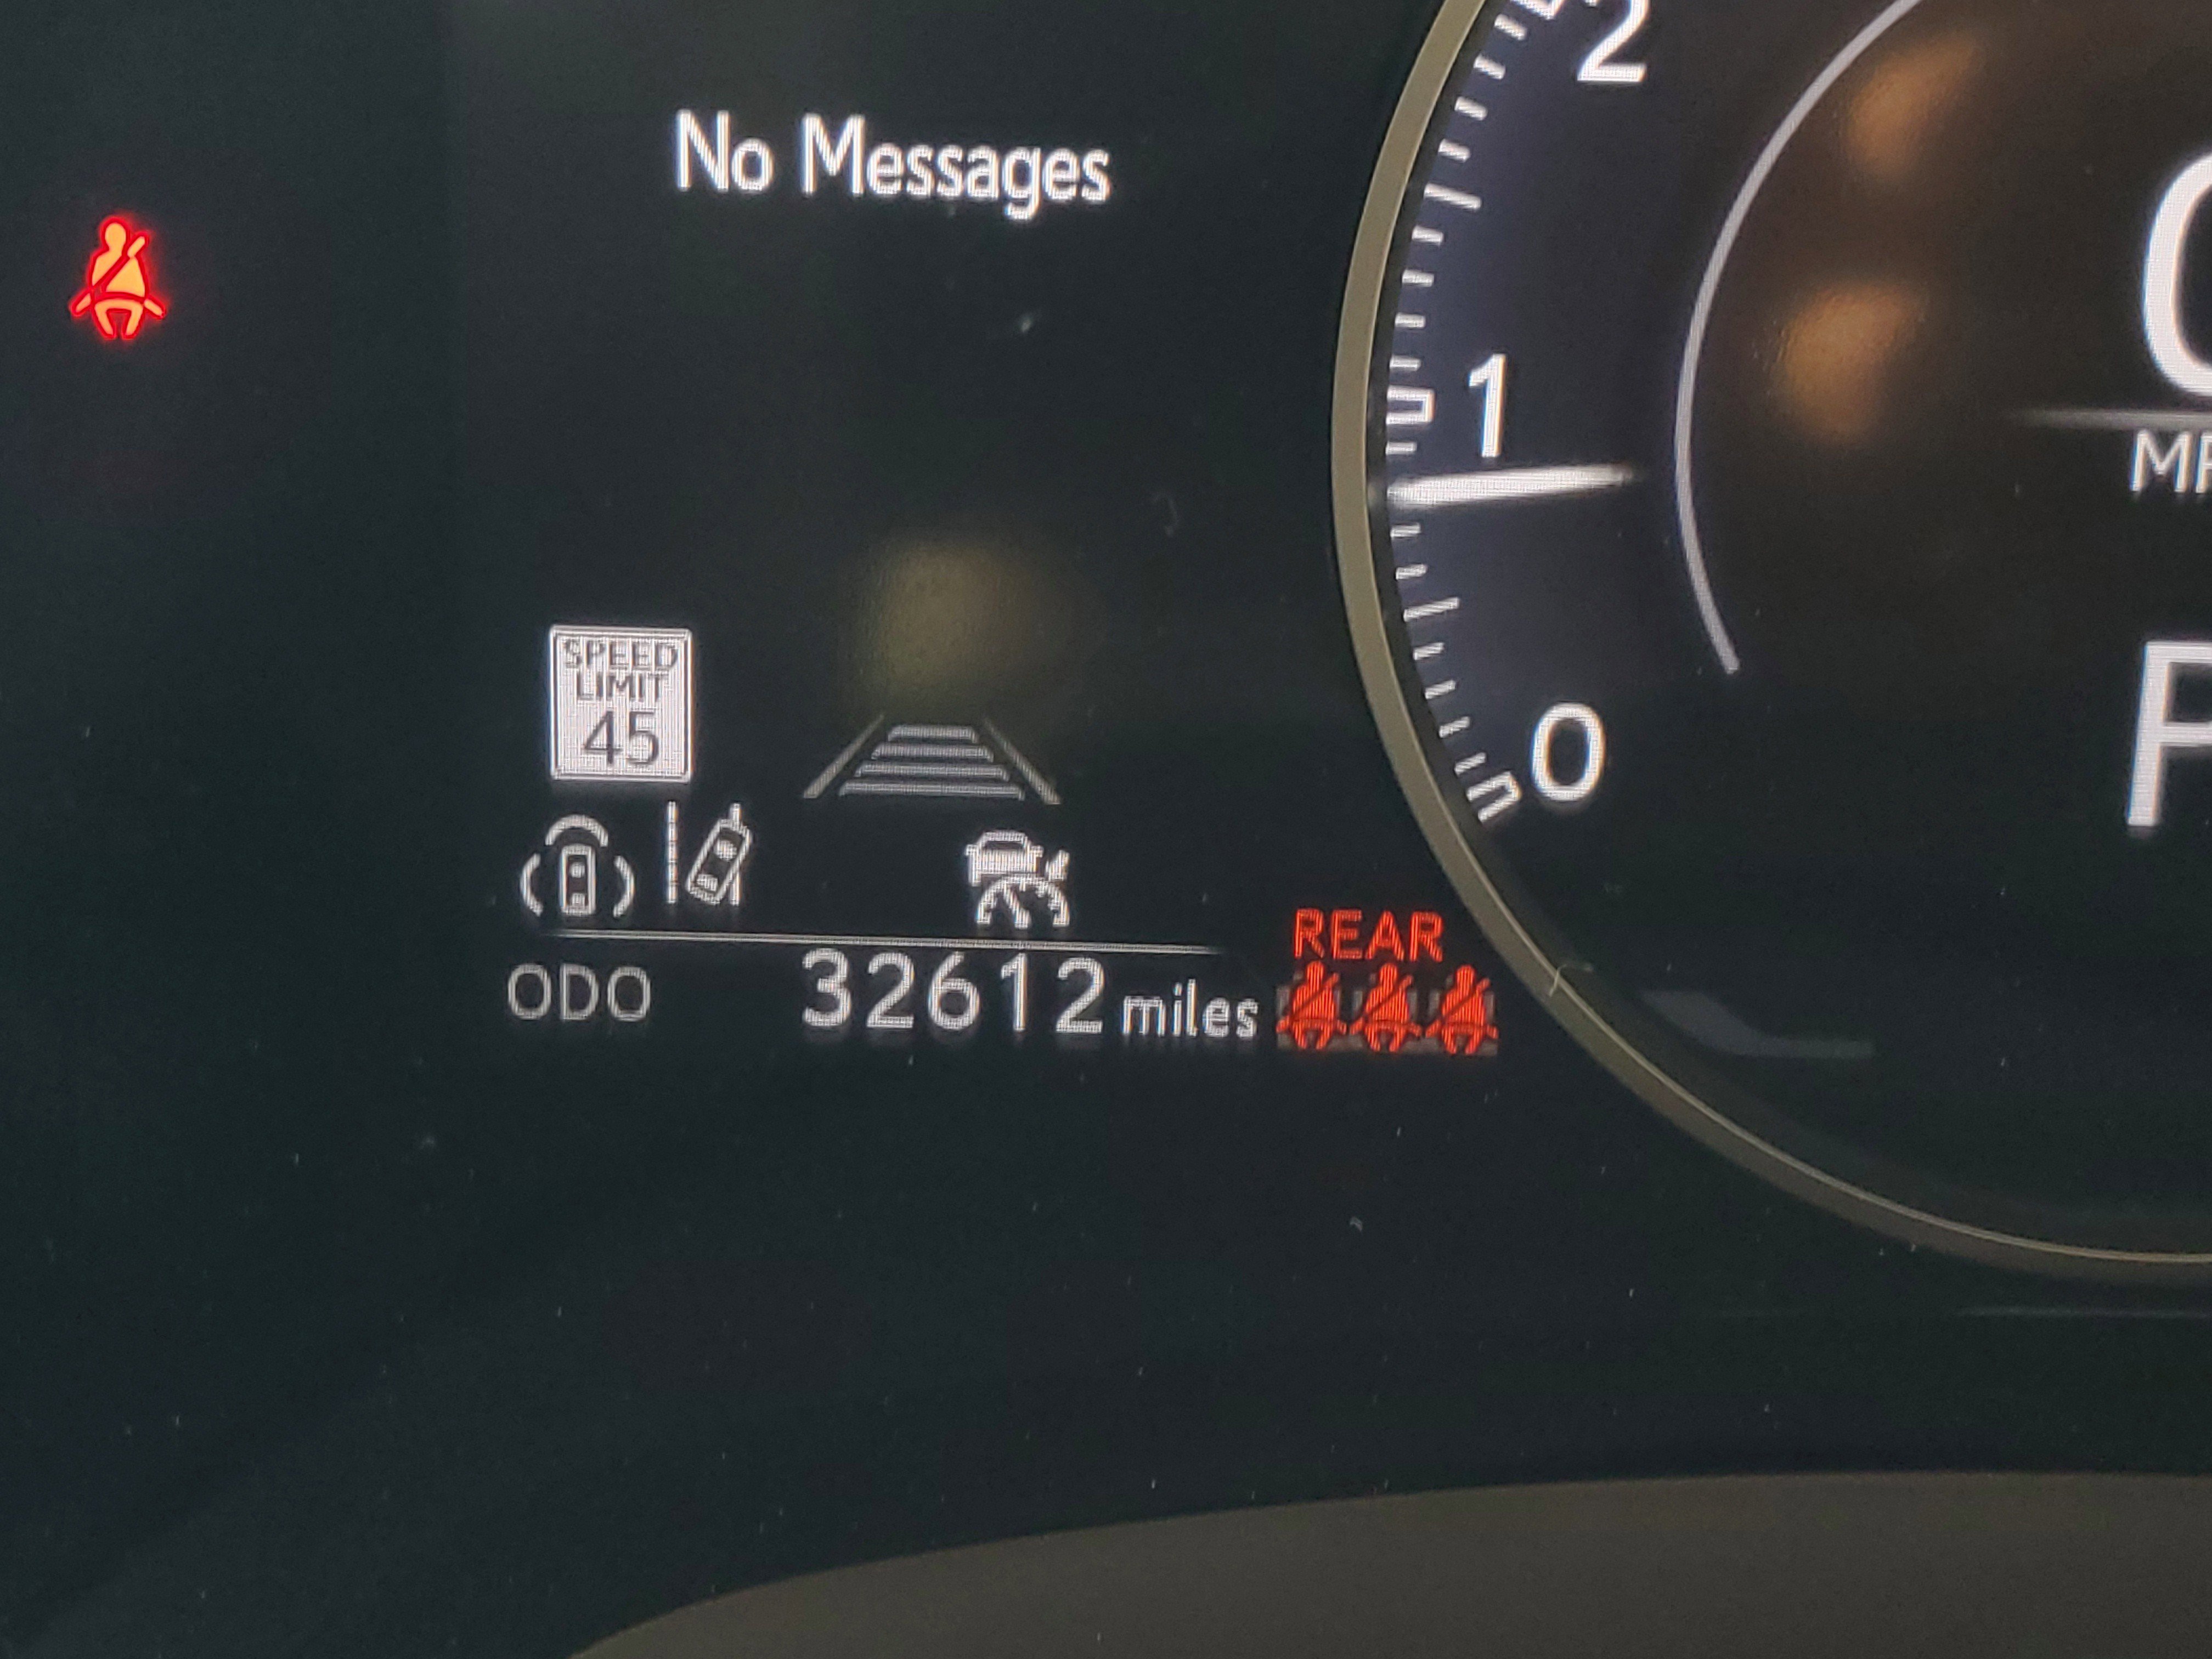 No Messages
2
1
0
SPEED
LIMIT
45
REAR
ODO 32612 miles